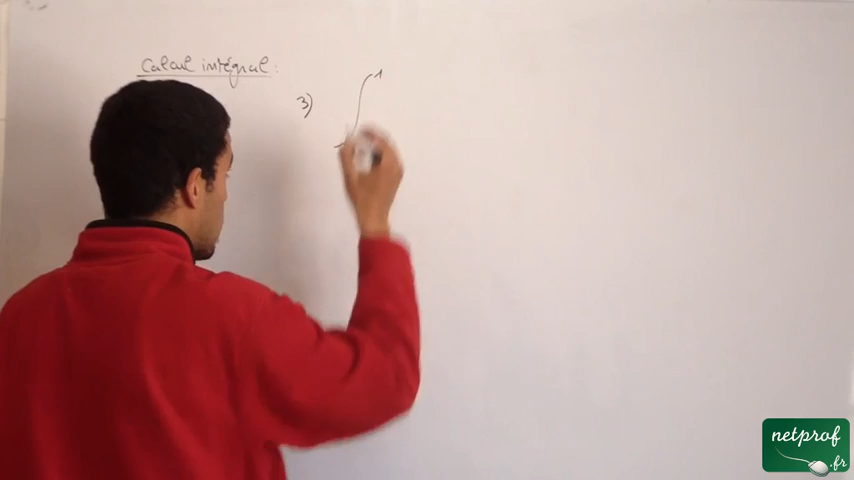 Calcul intégral :
3) ∫ 1
netprof
.fr